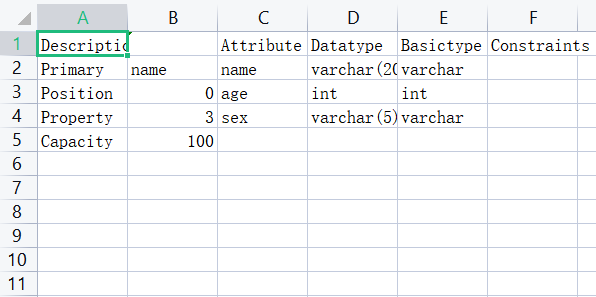 A B C D E F
1 Descriptio Attribute Datatype Basictype Constraints
2 Primary name name varchar(20 varchar
3 Position 0 age int int
4 Property 3 sex varchar(5) varchar
5 Capacity 100
6
7
8
9
10
11